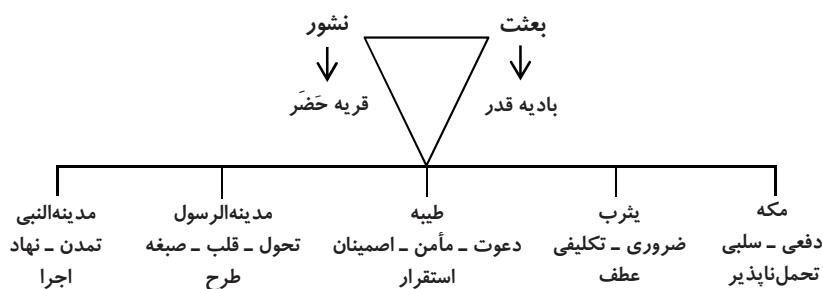 بعثت
نشور
بادیه قدر
قریه حَضَر
مکه
دفعی ـ سلبی
تحمل‌ناپذیر
یثرب
ضروری ـ تکلیفی
عطف
طیبه
دعوت ـ مأمن ـ اصمینان
استقرار
مدینه‌الرسول
تحول ـ قلب ـ صبغه
طرح
مدینه‌النبی
تمدن ـ نهاد
اجرا